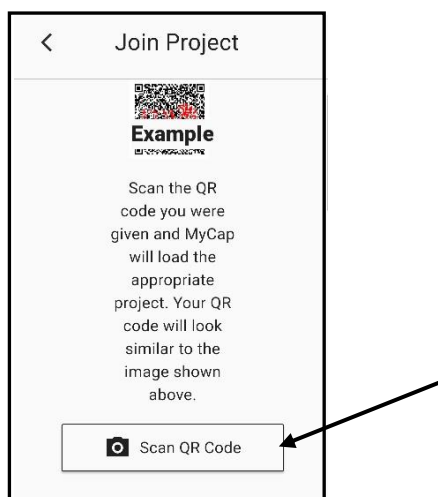 Join Project
Example
Scan the QR
code you were
given and MyCap
will load the
appropriate
project. Your QR
code will look
similar to the
image shown
above.
Scan QR Code